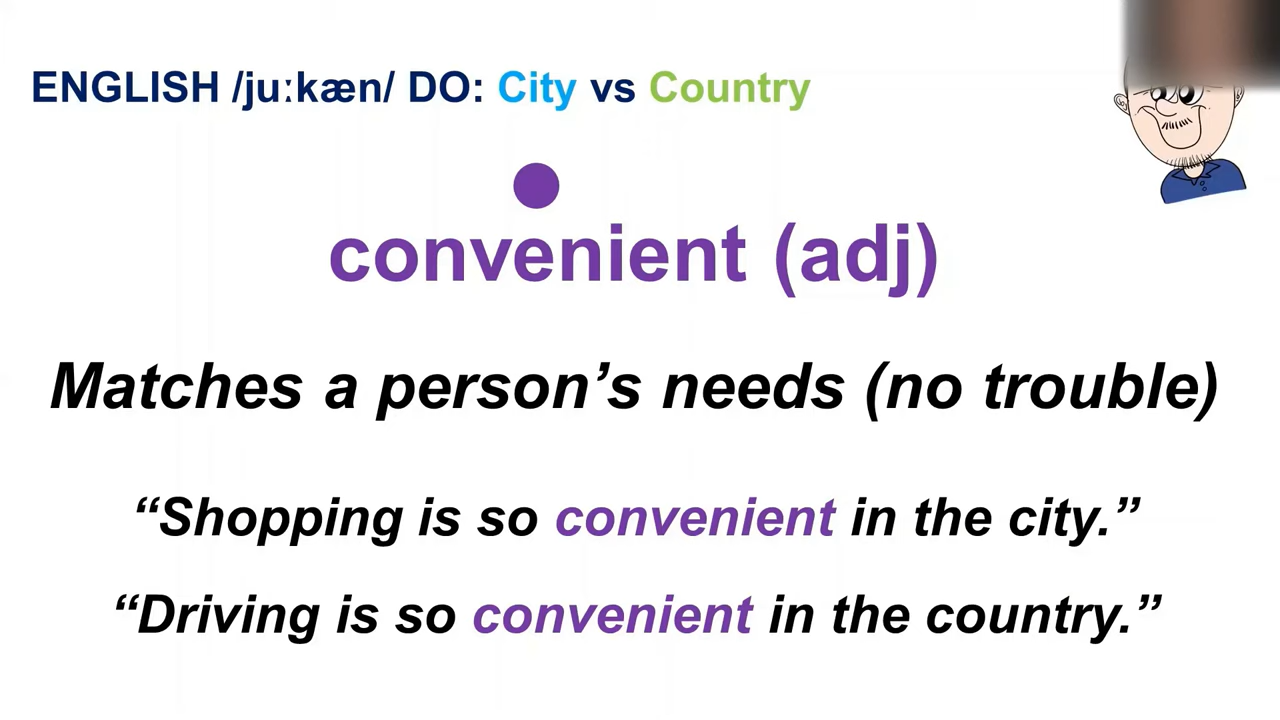 ENGLISH /juːkæn/ DO: City vs Country
convenient (adj)
Matches a person’s needs (no trouble)
“Shopping is so convenient in the city.”
“Driving is so convenient in the country.”